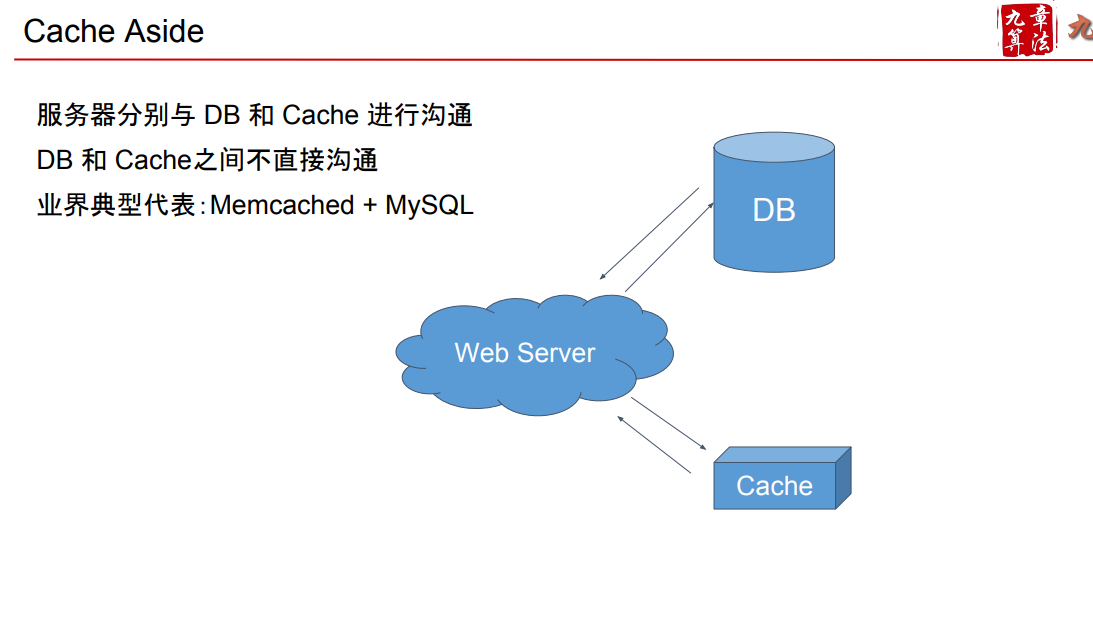 Cache Aside
九章算法
九
服务器分别与 DB 和 Cache 进行沟通
DB 和 Cache之间不直接沟通
业界典型代表：Memcached + MySQL
DB
Web Server
Cache